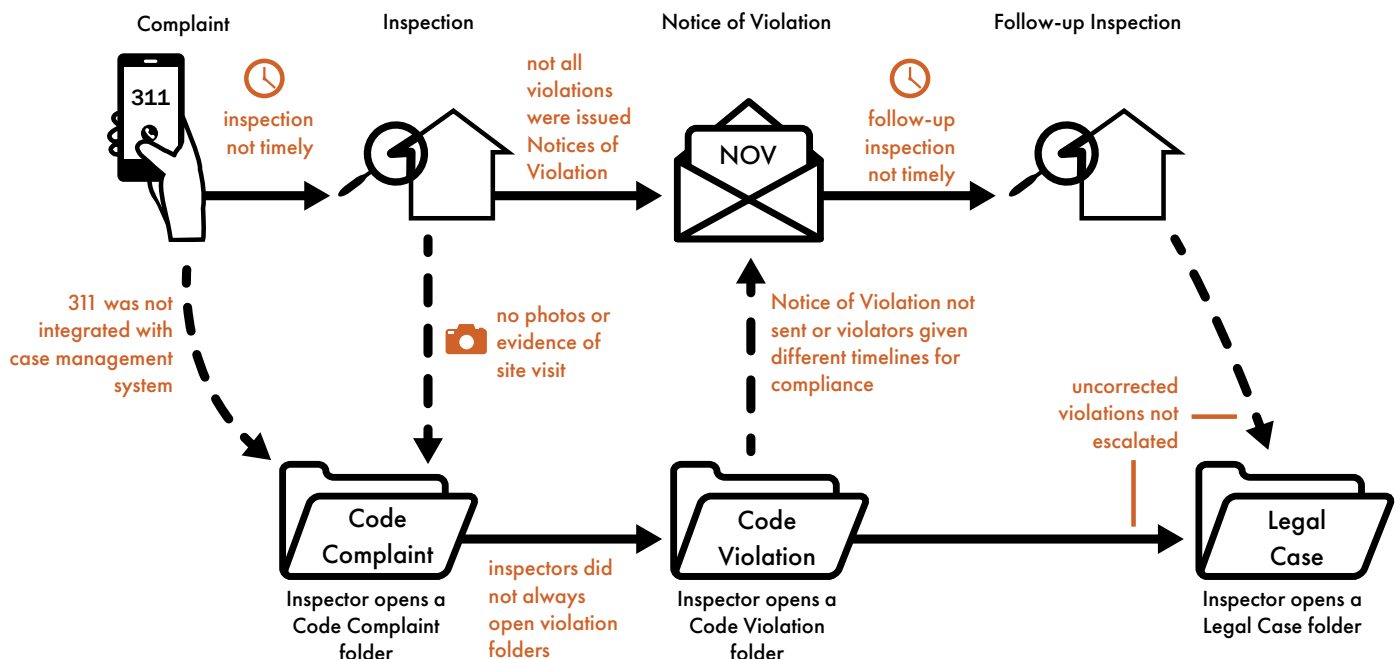 Complaint
Inspection
Notice of Violation
Follow-up Inspection
311
inspection
not timely
not all
violations
were issued
Notices of
Violation
NOV
follow-up
inspection
not timely
311 was not
integrated with
case management
system
no photos or
evidence of
site visit
Notice of Violation not
sent or violators given
different timelines for
compliance
uncorrected
violations not
escalated
Code
Complaint
Inspector opens a
Code Complaint
folder
inspectors did
not always
open violation
folders
Code
Violation
Inspector opens a
Code Violation
folder
Legal
Case
Inspector opens a
Legal Case folder